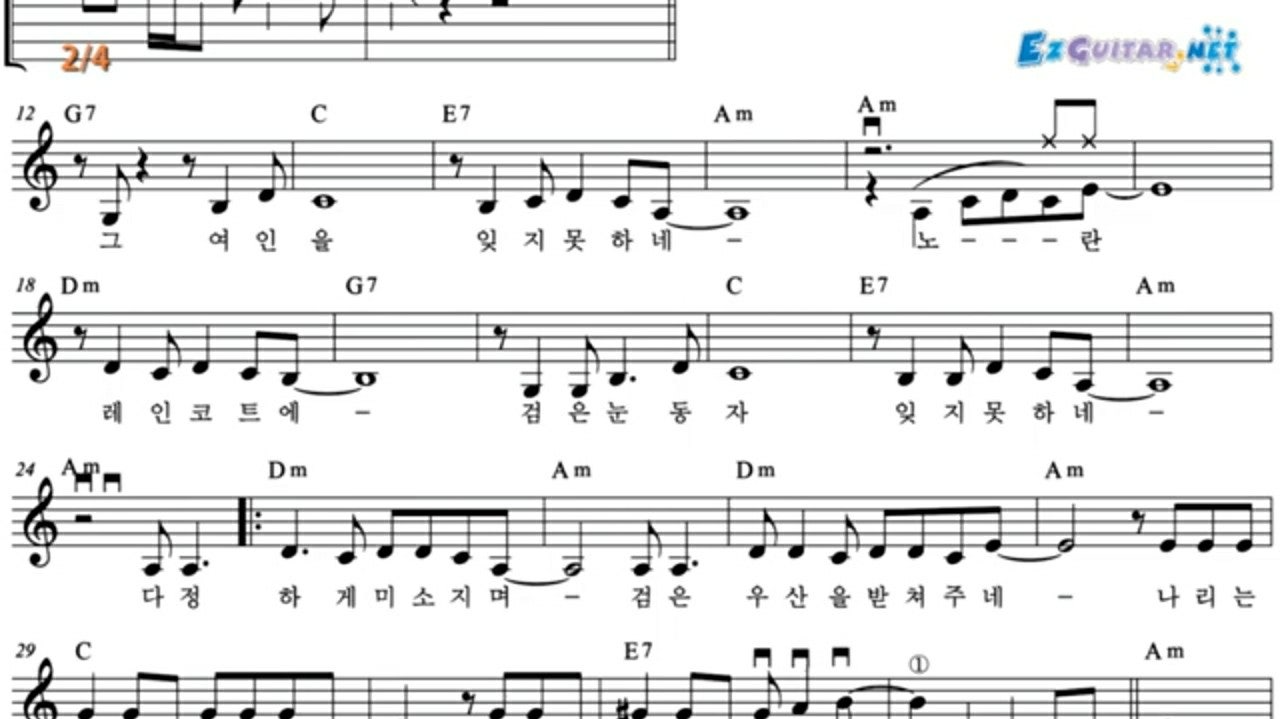 2/4
EZGUITAR.NET
12 G7 C E7 Am Am
그 여 인 을 잊 지 못 하 네 – 노 – – – 란
18 Dm G7 C E7 Am
레 인 코 트 에 – 검 은 눈 동 자 잊 지 못 하 네 –
24 Am Dm Am Dm Am
다 정 하 게 미 소 지 며 – 검 은 우 산 을 받 쳐 주 네 – 나 리 는
29 C E7 ① Am